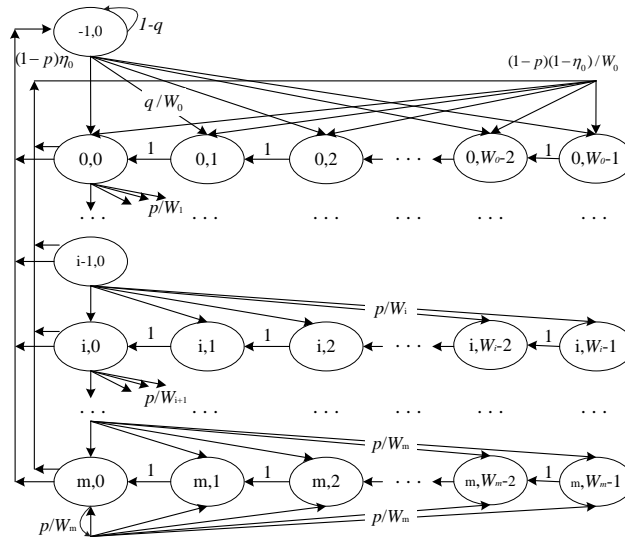 -1,0
1-q
(1-p)η₀
(1-p)(1-η₀)/W₀
q/W₀
0,0 1 0,1 1 0,2 · · · 0,W₀-2 1 0,W₀-1
p/W₁
· · · · · · · · · · · · · · ·
i-1,0
p/Wᵢ
i,0 1 i,1 1 i,2 · · · i,Wᵢ-2 1 i,Wᵢ-1
p/Wᵢ₊₁
· · · · · · · · · · · · · · ·
p/Wₘ
m,0 1 m,1 1 m,2 · · · m,Wₘ-2 1 m,Wₘ-1
p/Wₘ p/Wₘ
p/Wₘ